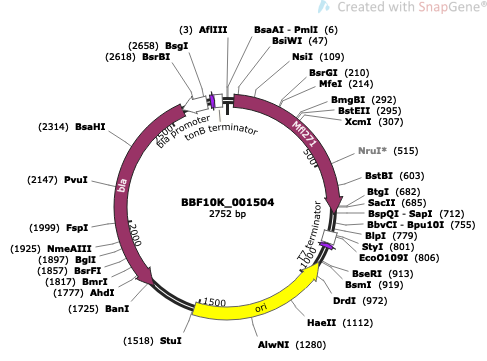 Created with SnapGene®
(3) AflIII
BsaAI - PmlI (6)
BsiWI (47)
NsiI (109)
BsrGI (210)
MfeI (214)
BmgBI (292)
BstEII (295)
XcmI (307)
NruI* (515)
BstBI (603)
BtgI (682)
SacII (685)
BspQI - SapI (712)
BbvCI - Bpu10I (755)
BlpI (779)
StyI (801)
EcoO109I (806)
BseRI (913)
BsmI (919)
DrdI (972)
HaeII (1112)
AlwNI (1280)
(1518) StuI
(1725) BanI
(1777) AhdI
(1817) BmrI
(1857) BsrFI
(1897) BglI
(1925) NmeAIII
(1999) FspI
(2147) PvuI
(2314) BsaHI
(2618) BsrBI
(2658) BsgI
bla promoter
tonB terminator
Mfl271
T7 terminator
ori
bla
500
1000
1500
2000
2500
BBF10K_001504
2752 bp